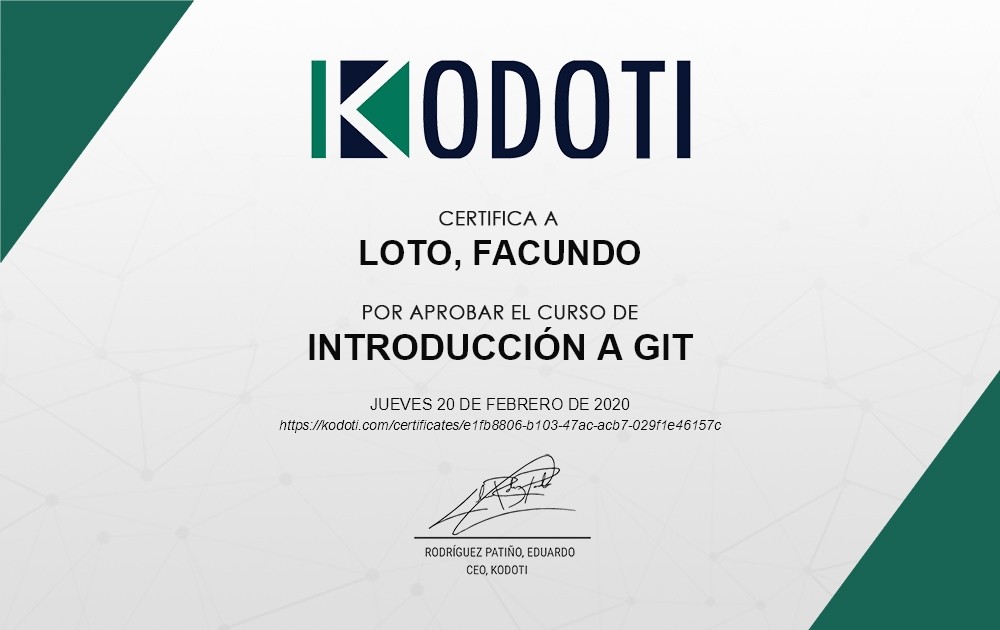 KODOTI
CERTIFICA A
LOTO, FACUNDO
POR APROBAR EL CURSO DE
INTRODUCCIÓN A GIT
JUEVES 20 DE FEBRERO DE 2020
https://kodoti.com/certificates/e1fb8806-b103-47ac-acb7-029f1e46157c
RODRÍGUEZ PATIÑO, EDUARDO
CEO, KODOTI